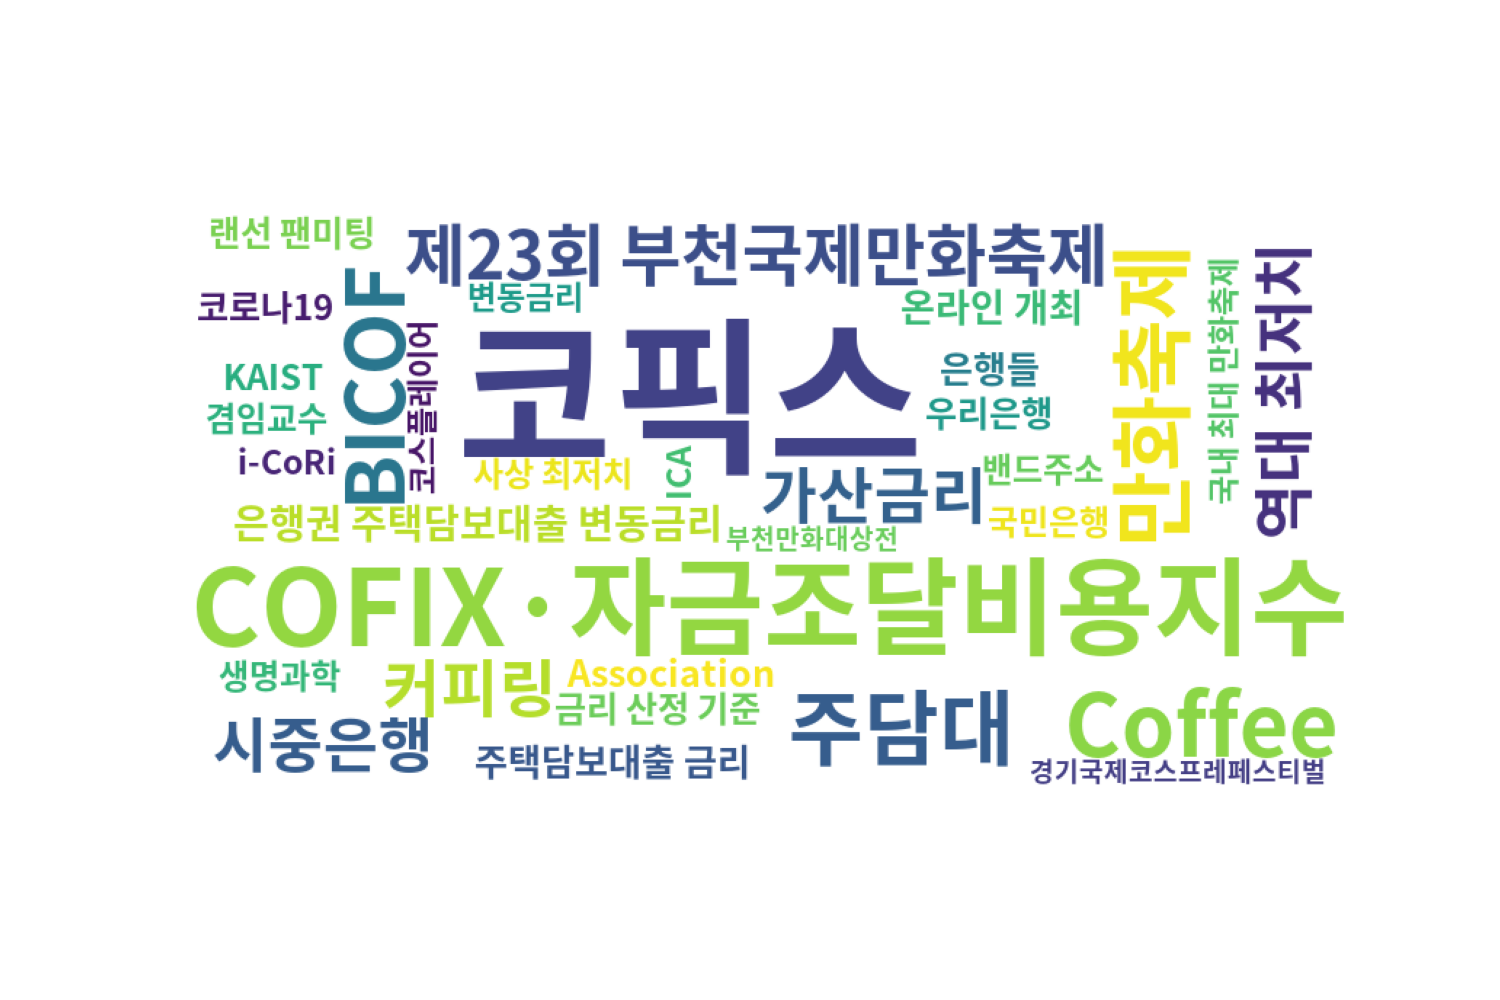 랜선 팬미팅
제23회 부천국제만화축제
코로나19
변동금리
온라인 개최
BICOF
코스플레이어
코픽스
만화축제
국내 최대 만화축제
역대 최저치
KAIST
은행들
겸임교수
우리은행
i-CoRi
사상 최저치
ICA
가산금리
밴드주소
은행권 주택담보대출 변동금리
부천만화대상전
국민은행
COFIX·자금조달비용지수
생명과학
커피링
Association
금리 산정 기준
주담대
Coffee
시중은행
주택담보대출 금리
경기국제코스프레페스티벌